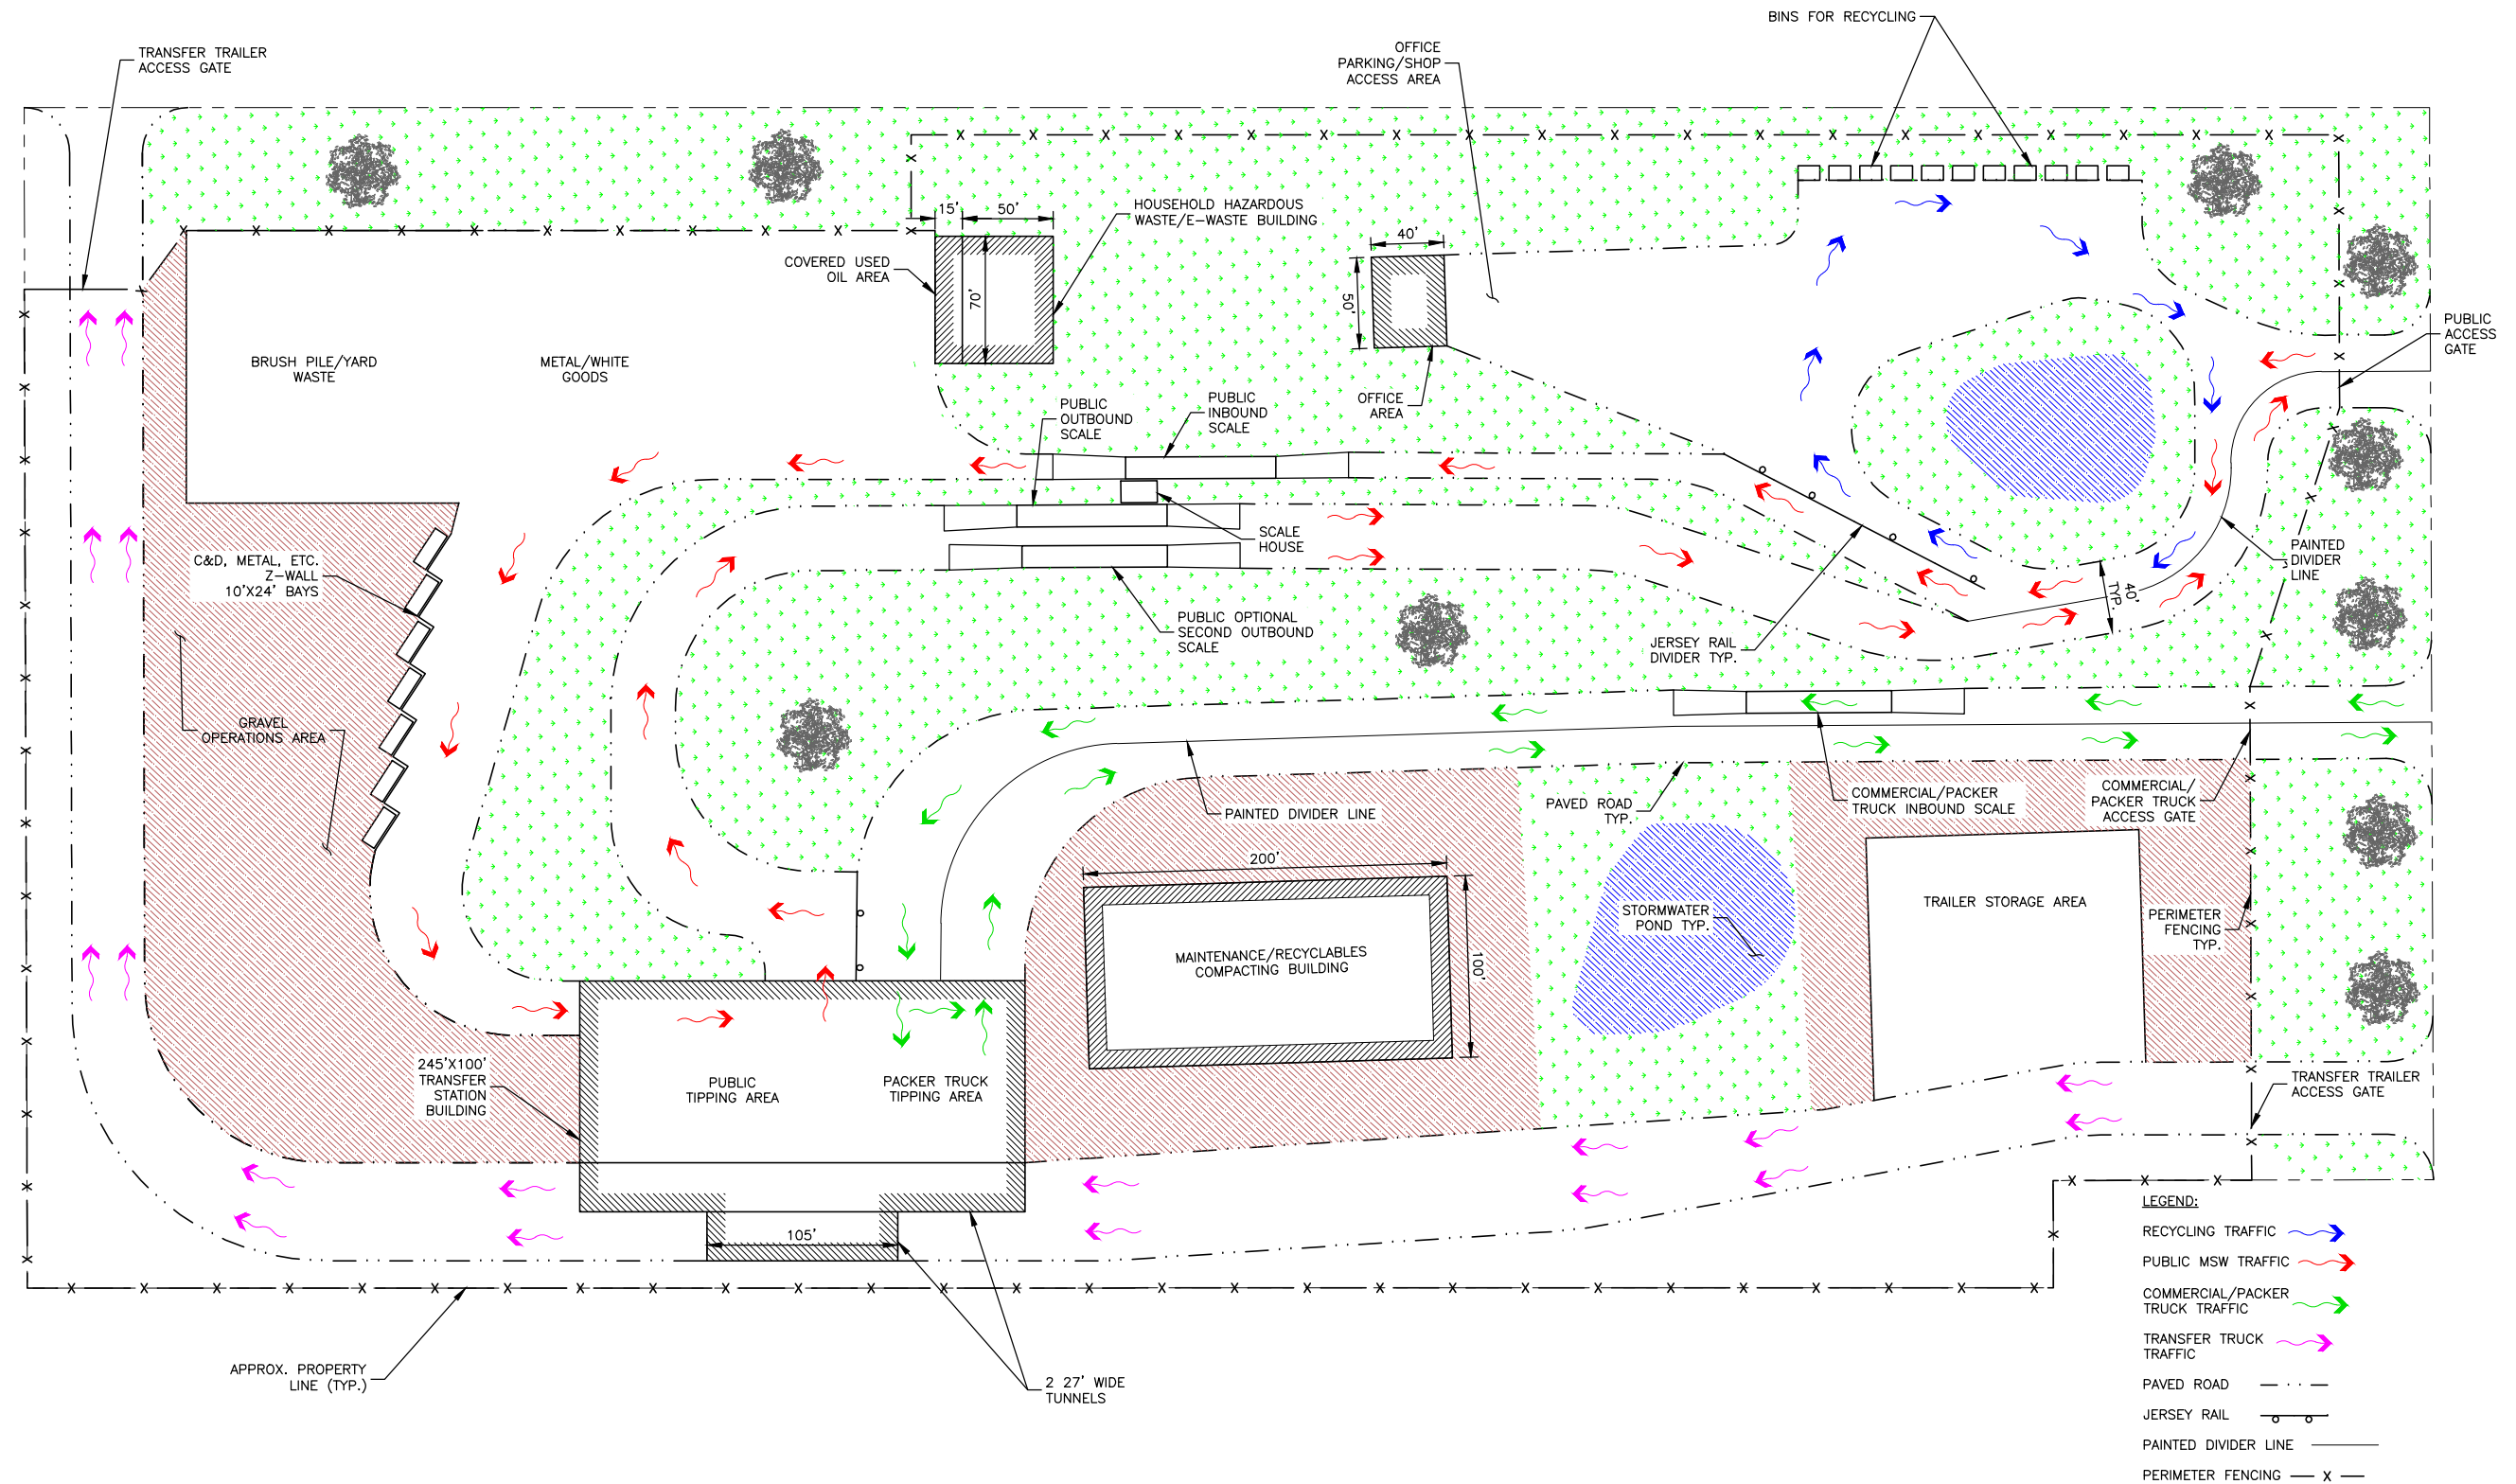 BINS FOR RECYCLING
TRANSFER TRAILER
ACCESS GATE
OFFICE
PARKING/SHOP
ACCESS AREA
15'
50'
HOUSEHOLD HAZARDOUS
WASTE/E-WASTE BUILDING
COVERED USED
OIL AREA
70'
40'
50'
PUBLIC
ACCESS
GATE
BRUSH PILE/YARD
WASTE
METAL/WHITE
GOODS
PUBLIC
OUTBOUND
SCALE
PUBLIC
INBOUND
SCALE
OFFICE
AREA
SCALE
HOUSE
C&D, METAL, ETC.
Z-WALL
10'X24' BAYS
PAINTED
DIVIDER
LINE
40'
TYP.
PUBLIC OPTIONAL
SECOND OUTBOUND
SCALE
JERSEY RAIL
DIVIDER TYP.
GRAVEL
OPERATIONS AREA
PAINTED DIVIDER LINE
PAVED ROAD
TYP.
COMMERCIAL/PACKER
TRUCK INBOUND SCALE
COMMERCIAL/
PACKER TRUCK
ACCESS GATE
200'
100'
MAINTENANCE/RECYCLABLES
COMPACTING BUILDING
STORMWATER
POND TYP.
TRAILER STORAGE AREA
PERIMETER
FENCING
TYP.
245'X100'
TRANSFER
STATION
BUILDING
PUBLIC
TIPPING AREA
PACKER TRUCK
TIPPING AREA
TRANSFER TRAILER
ACCESS GATE
105'
APPROX. PROPERTY
LINE (TYP.)
2 27' WIDE
TUNNELS
LEGEND:
RECYCLING TRAFFIC
PUBLIC MSW TRAFFIC
COMMERCIAL/PACKER
TRUCK TRAFFIC
TRANSFER TRUCK
TRAFFIC
PAVED ROAD
JERSEY RAIL
PAINTED DIVIDER LINE
PERIMETER FENCING